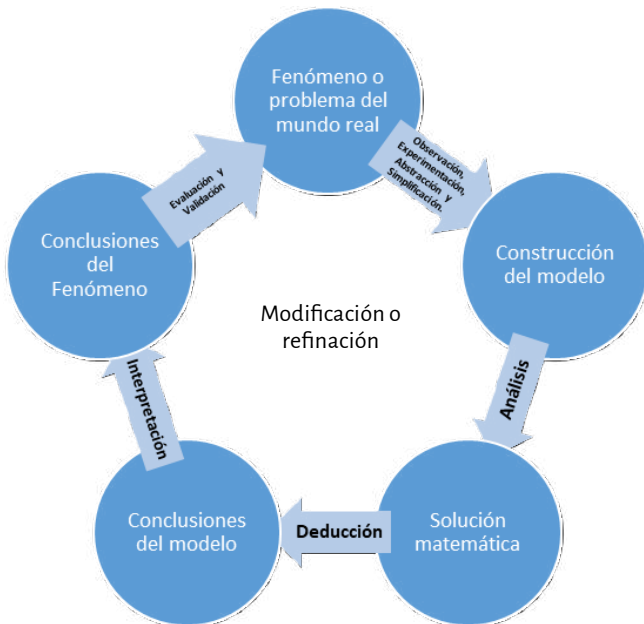 Fenómeno o
problema del
mundo real
Observación,
Experimentación,
Abstracción y
Simplificación.
Construcción
del modelo
Análisis
Solución
matemática
Deducción
Conclusiones
del modelo
Interpretación
Conclusiones
del
Fenómeno
Evaluación y
Validación
Modificación o
refinación